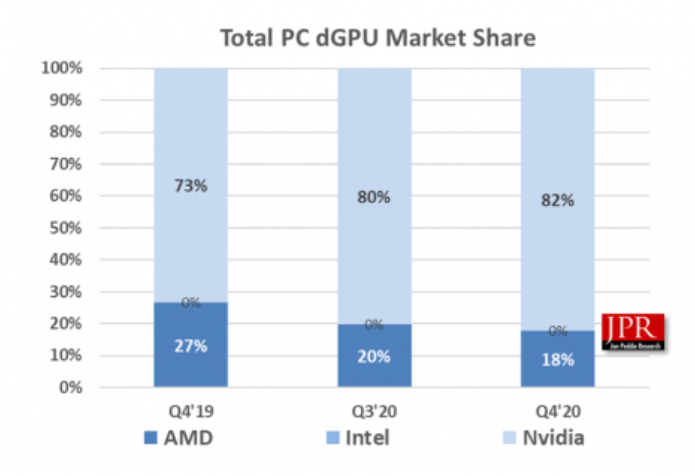 Total PC dGPU Market Share
100%
90%
80%
70%
60%
50%
40%
30%
20%
10%
0%
73%
80%
82%
0%
0%
0%
27%
20%
18%
JPR
Jon Peddie Research
Q4'19
Q3'20
Q4'20
AMD
Intel
Nvidia